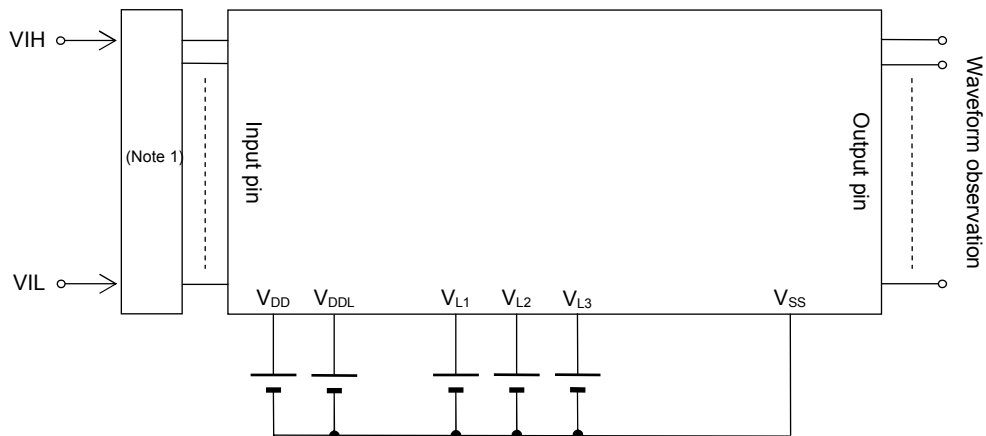 VIH
(Note 1)
VIL
Input pin
Output pin
Waveform observation
VDD
VDDL
VL1
VL2
VL3
VSS